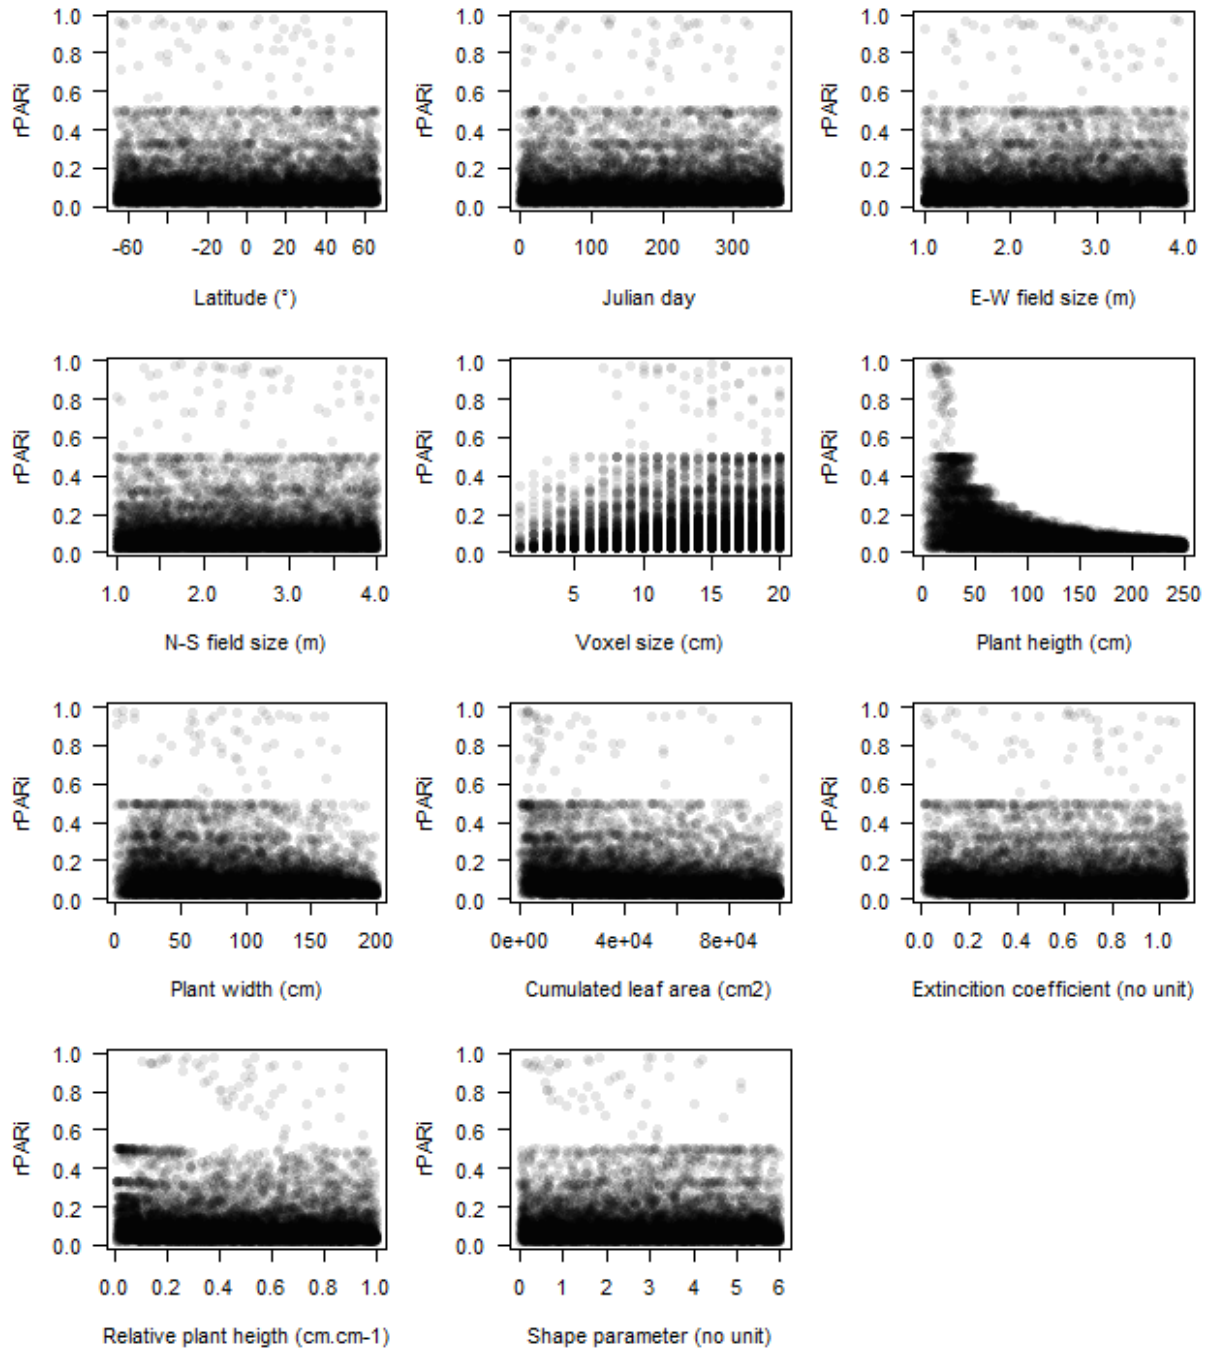 rPARi
1.0
0.8
0.6
0.4
0.2
0.0
-60 -20 0 20 40 60
Latitude (°)
rPARi
1.0
0.8
0.6
0.4
0.2
0.0
0 100 200 300
Julian day
rPARi
1.0
0.8
0.6
0.4
0.2
0.0
1.0 2.0 3.0 4.0
E-W field size (m)
rPARi
1.0
0.8
0.6
0.4
0.2
0.0
1.0 2.0 3.0 4.0
N-S field size (m)
rPARi
1.0
0.8
0.6
0.4
0.2
0.0
5 10 15 20
Voxel size (cm)
rPARi
1.0
0.8
0.6
0.4
0.2
0.0
0 50 100 150 200 250
Plant heigth (cm)
rPARi
1.0
0.8
0.6
0.4
0.2
0.0
0 50 100 150 200
Plant width (cm)
rPARi
1.0
0.8
0.6
0.4
0.2
0.0
0e+00 4e+04 8e+04
Cumulated leaf area (cm2)
rPARi
1.0
0.8
0.6
0.4
0.2
0.0
0.0 0.2 0.4 0.6 0.8 1.0
Extinction coefficient (no unit)
rPARi
1.0
0.8
0.6
0.4
0.2
0.0
0.0 0.2 0.4 0.6 0.8 1.0
Relative plant heigth (cm.cm-1)
rPARi
1.0
0.8
0.6
0.4
0.2
0.0
0 1 2 3 4 5 6
Shape parameter (no unit)